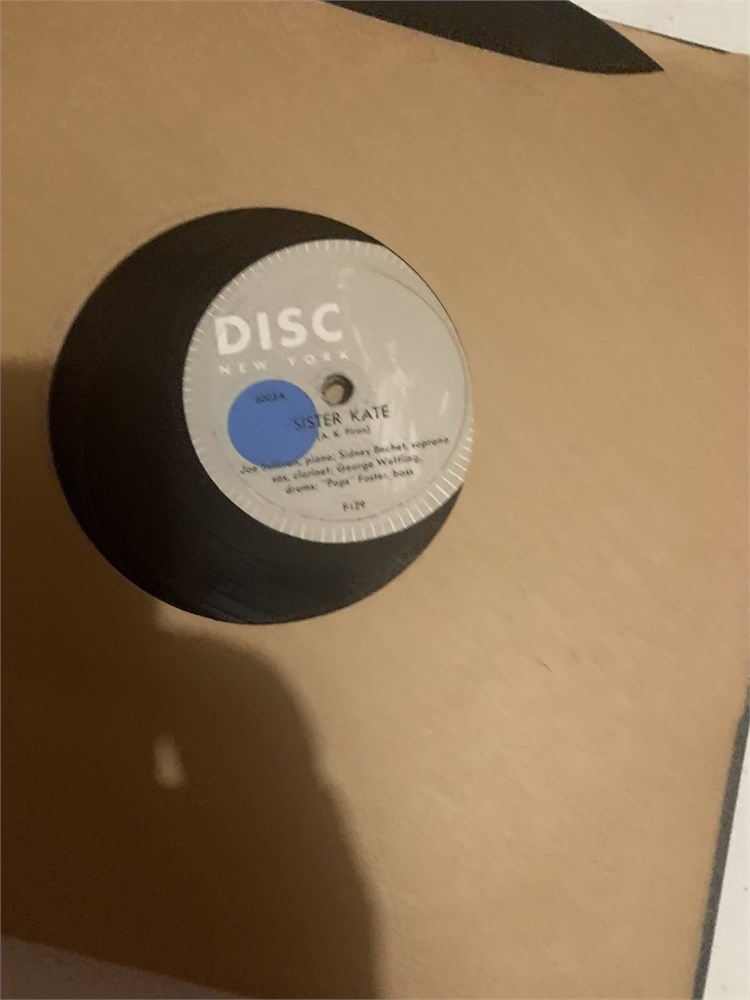 DISC
NEW YORK
6003A
SISTER KATE
(A. K. Piron)
Joe Sullivan, piano; Sidney Bechet, soprano
sax, clarinet; George Wettling,
drums; "Pops" Foster, bass
F-129